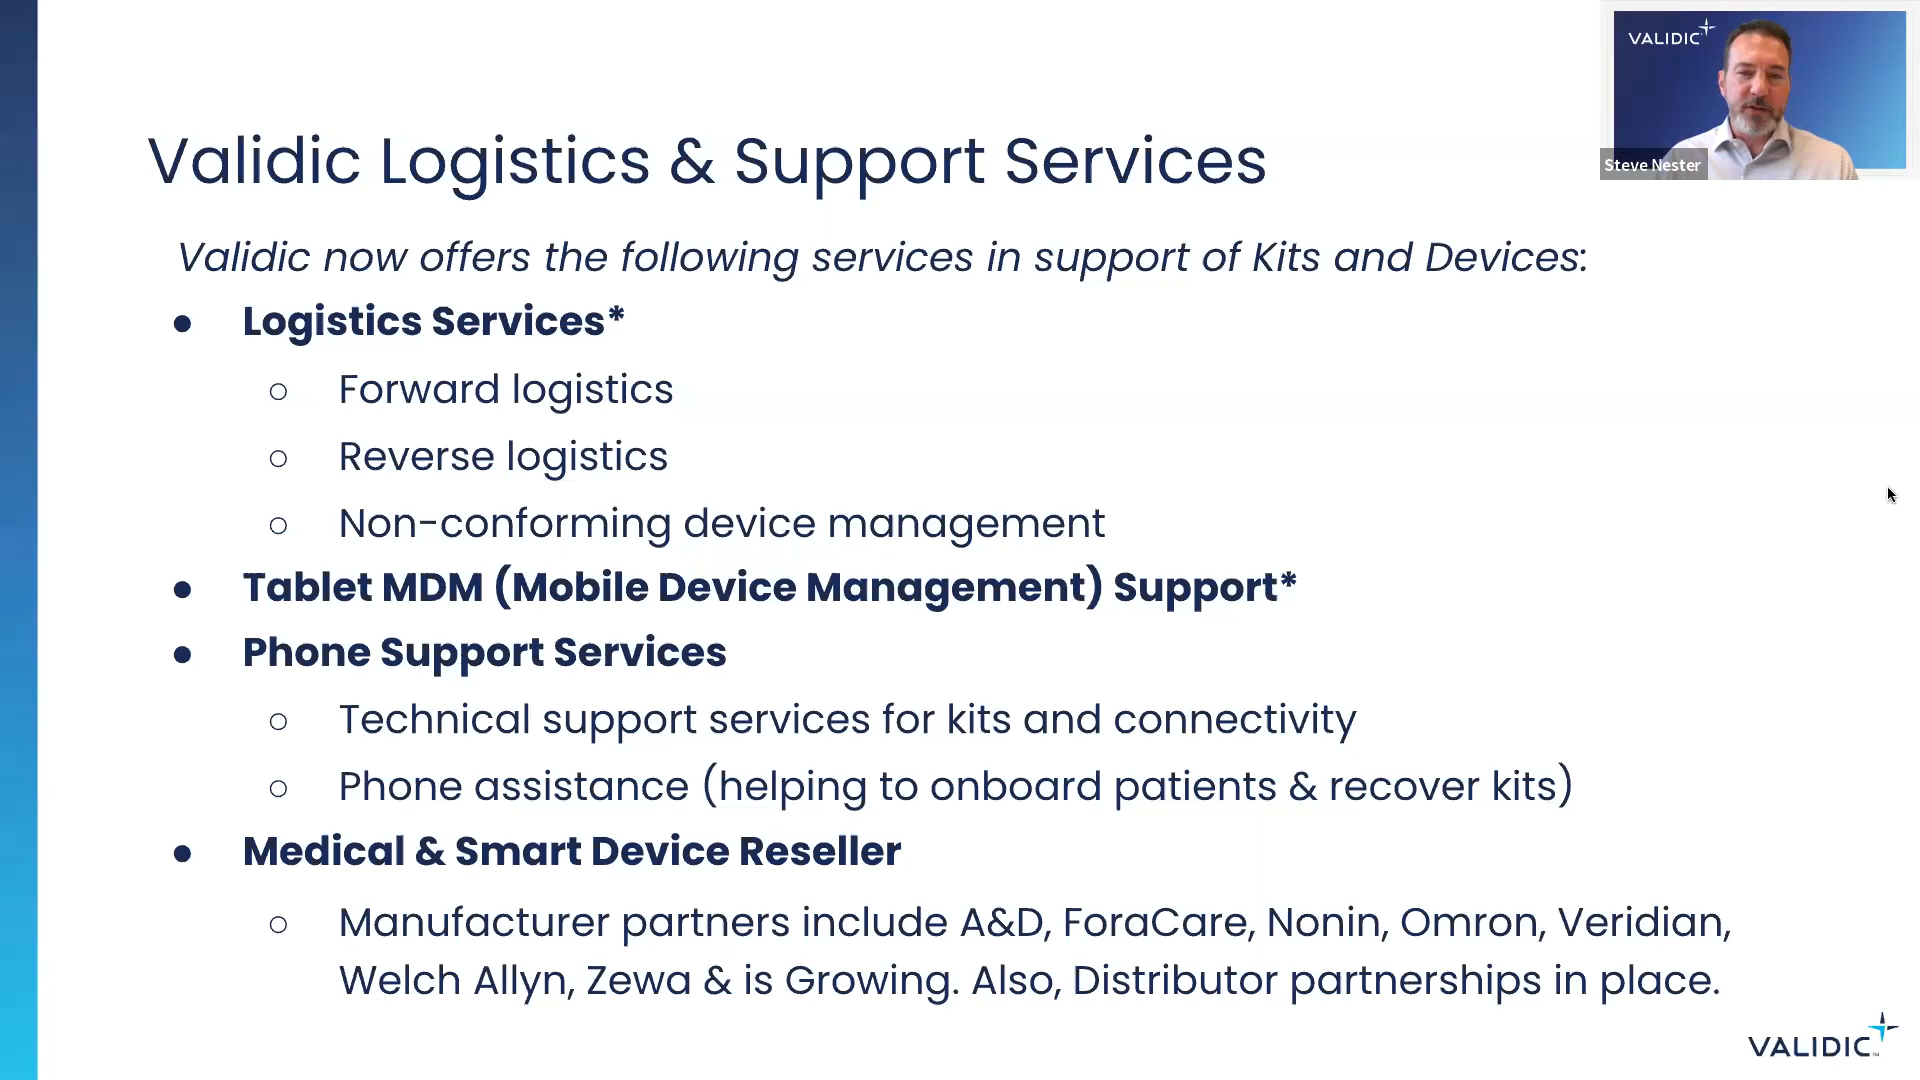 VALIDIC
Steve Nester
Validic Logistics & Support Services
Validic now offers the following services in support of Kits and Devices:
● Logistics Services*
○ Forward logistics
○ Reverse logistics
○ Non-conforming device management
● Tablet MDM (Mobile Device Management) Support*
● Phone Support Services
○ Technical support services for kits and connectivity
○ Phone assistance (helping to onboard patients & recover kits)
● Medical & Smart Device Reseller
○ Manufacturer partners include A&D, ForaCare, Nonin, Omron, Veridian,
Welch Allyn, Zewa & is Growing. Also, Distributor partnerships in place.
VALIDIC™